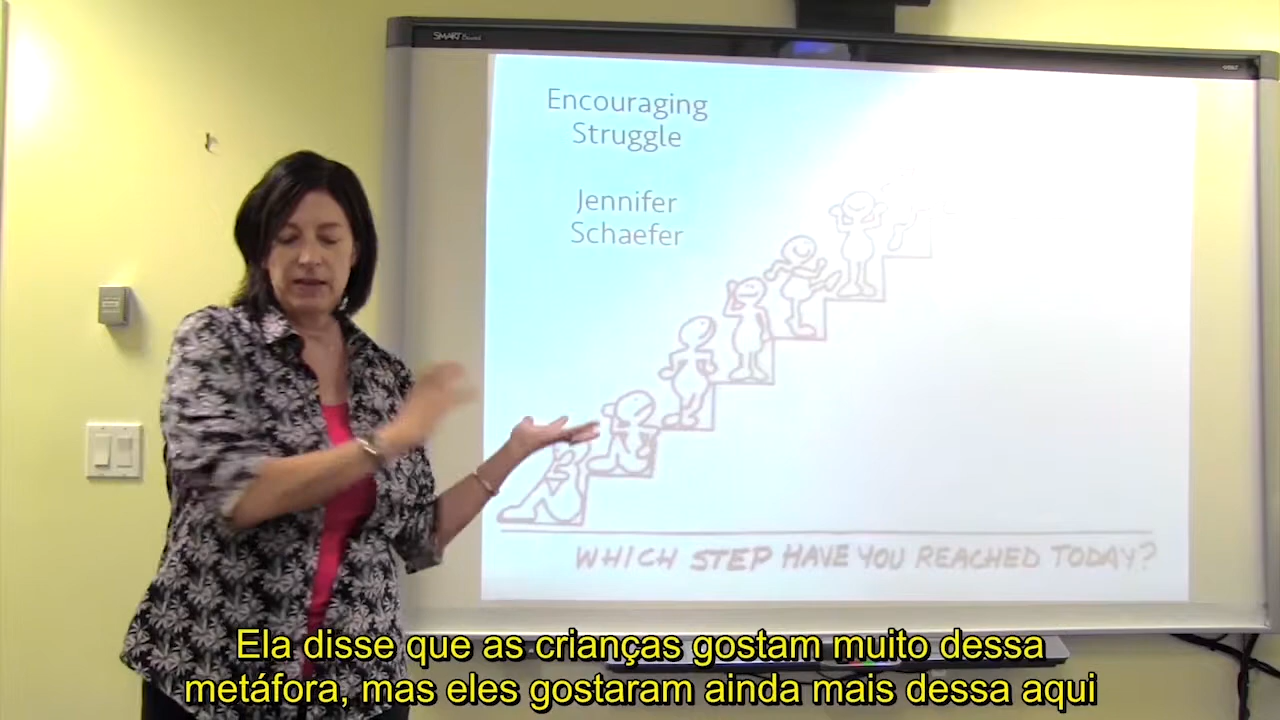 SMART Board
Encouraging
Struggle
Jennifer
Schaefer
WHICH STEP HAVE YOU REACHED TODAY?
Ela disse que as crianças gostam muito dessa
metáfora, mas eles gostaram ainda mais dessa aqui